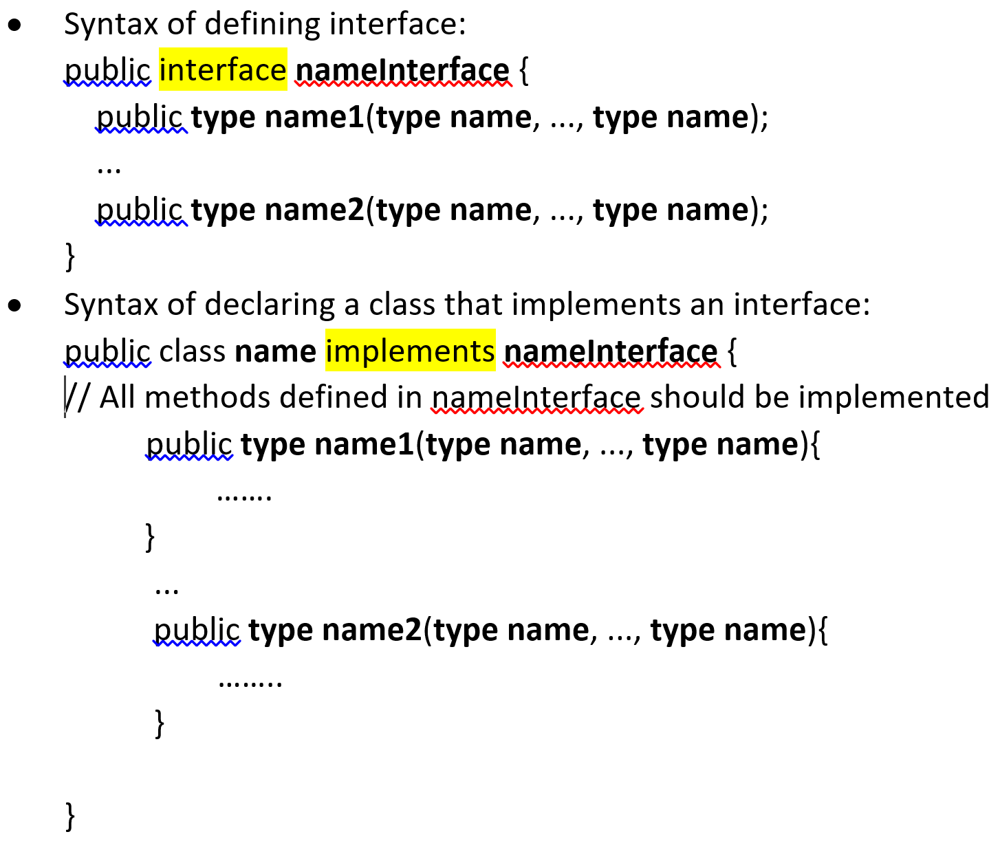 • Syntax of defining interface:
public interface nameInterface {
public type name1(type name, ..., type name);
...
public type name2(type name, ..., type name);
}
• Syntax of declaring a class that implements an interface:
public class name implements nameInterface {
// All methods defined in nameInterface should be implemented
public type name1(type name, ..., type name){
.......
}
...
public type name2(type name, ..., type name){
........
}
}